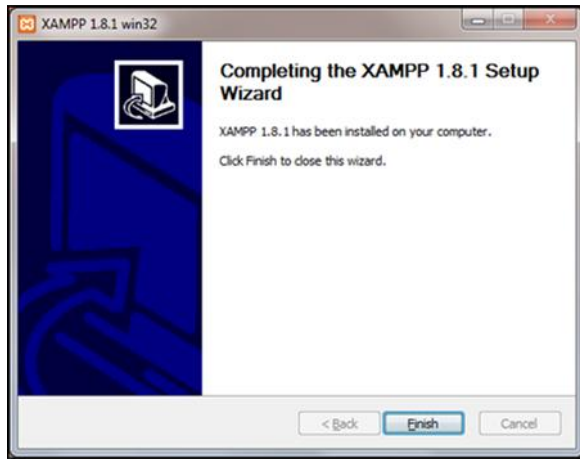 XAMPP 1.8.1 win32
Completing the XAMPP 1.8.1 Setup
Wizard
XAMPP 1.8.1 has been installed on your computer.
Click Finish to close this wizard.
< Back
Finish
Cancel